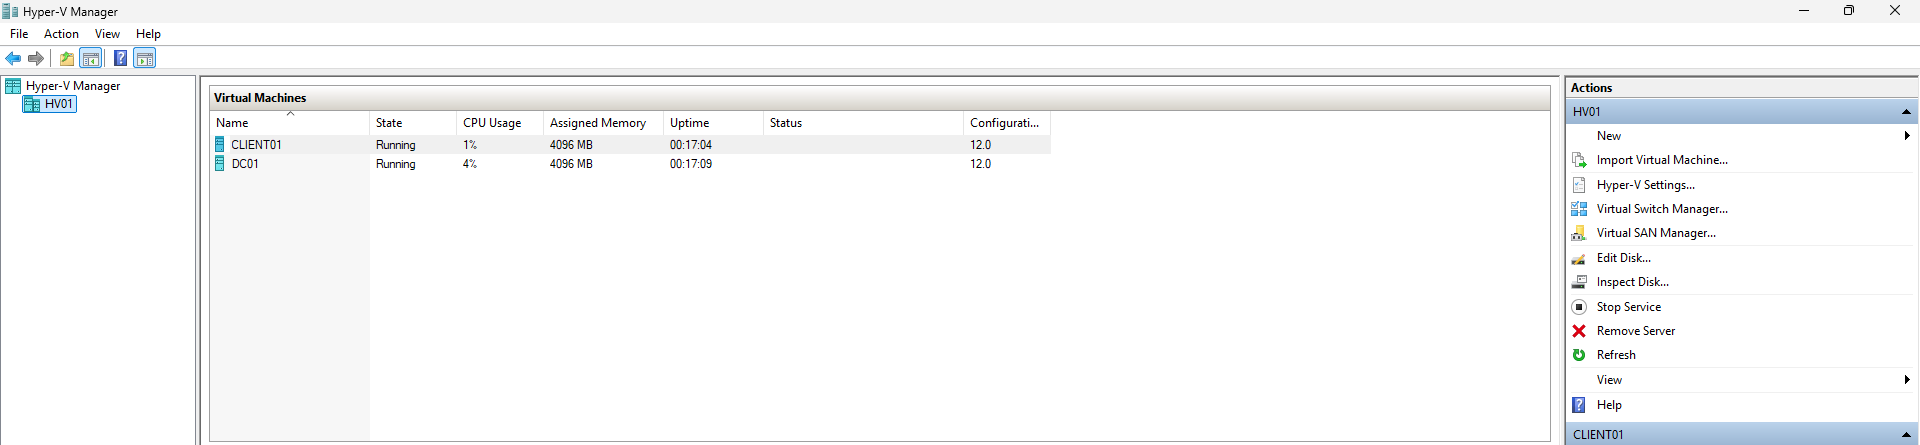 Hyper-V Manager
File Action View Help
Hyper-V Manager
HV01
Virtual Machines
Name State CPU Usage Assigned Memory Uptime Status Configurati...
CLIENT01 Running 1% 4096 MB 00:17:04 12.0
DC01 Running 4% 4096 MB 00:17:09 12.0
Actions
HV01
New
Import Virtual Machine...
Hyper-V Settings...
Virtual Switch Manager...
Virtual SAN Manager...
Edit Disk...
Inspect Disk...
Stop Service
Remove Server
Refresh
View
Help
CLIENT01